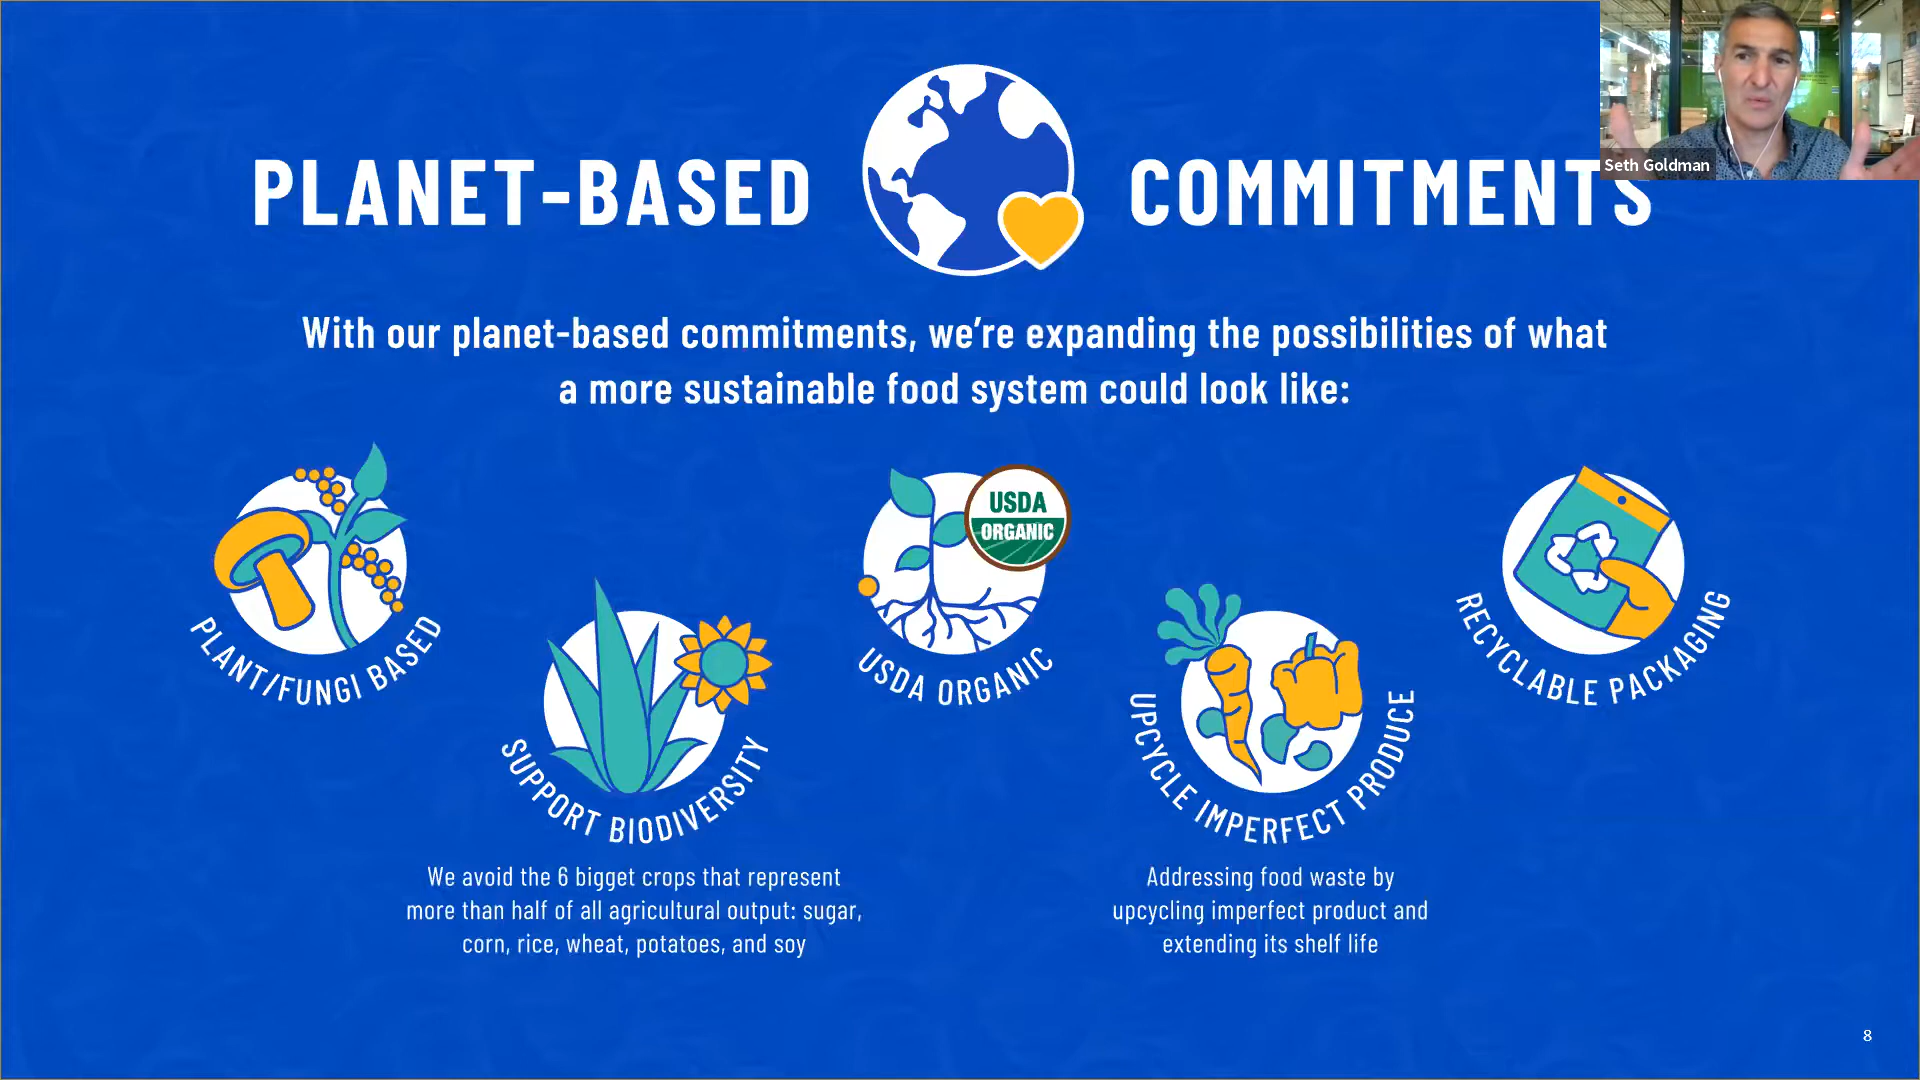 PLANET-BASED COMMITMENTS
Seth Goldman
With our planet-based commitments, we're expanding the possibilities of what
a more sustainable food system could look like:
PLANT/FUNGI BASED
SUPPORT BIODIVERSITY
We avoid the 6 bigget crops that represent
more than half of all agricultural output: sugar,
corn, rice, wheat, potatoes, and soy
USDA
ORGANIC
USDA ORGANIC
UPCYCLE IMPERFECT PRODUCE
Addressing food waste by
upcycling imperfect product and
extending its shelf life
RECYCLABLE PACKAGING
8